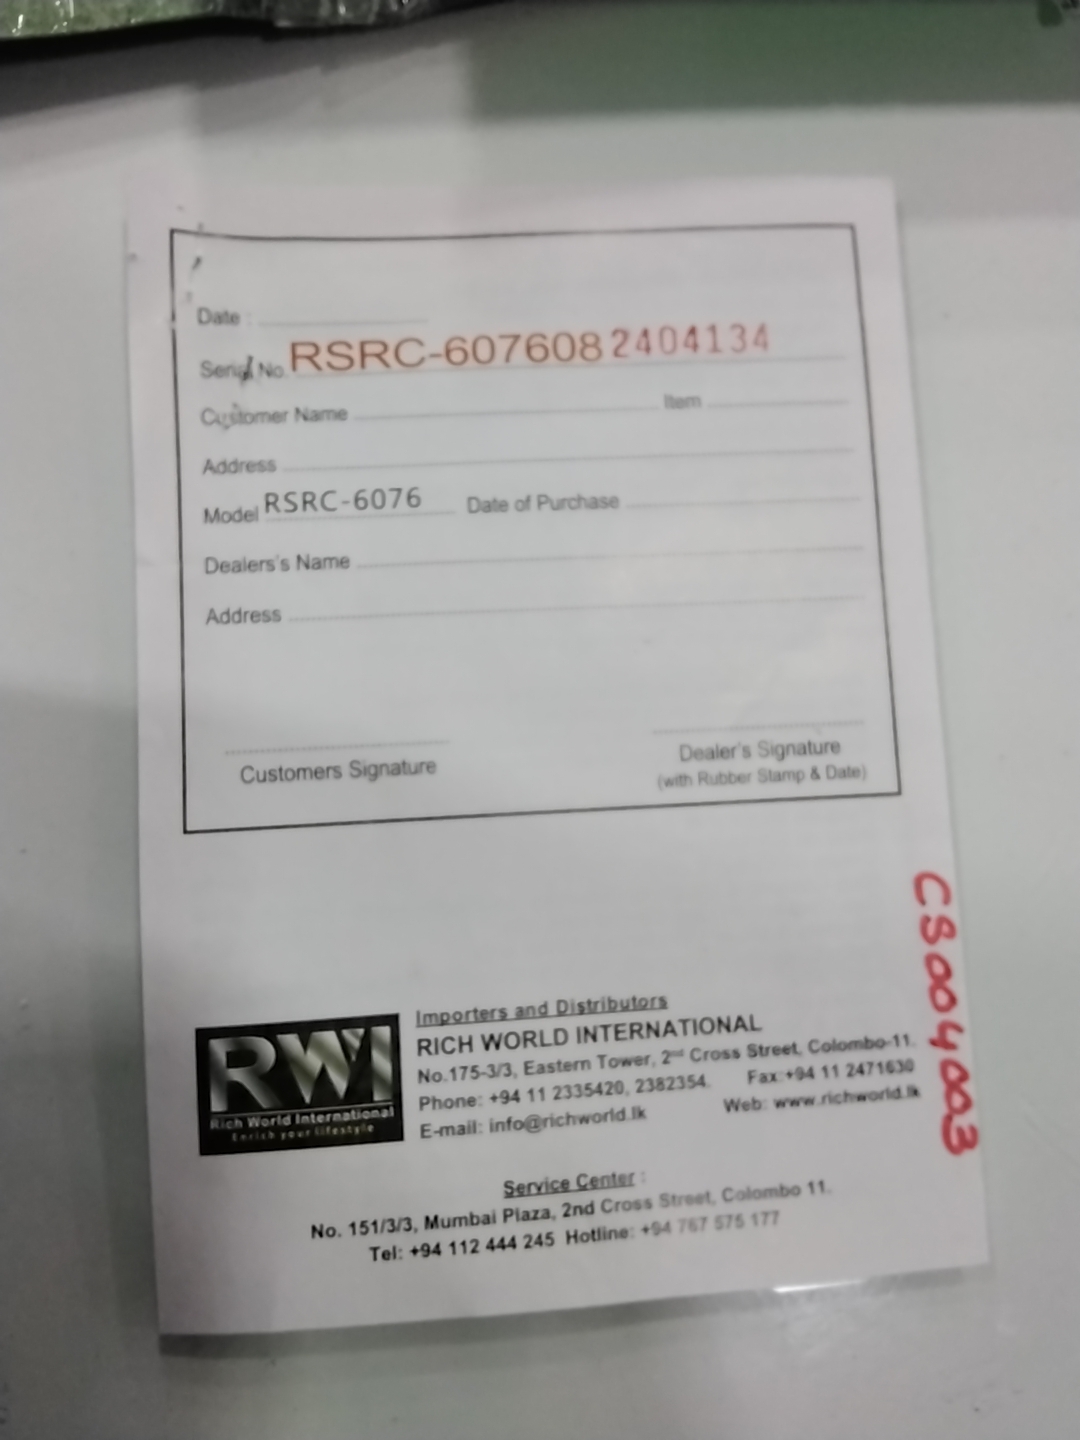 Date :
Serial No. RSRC-607608 2404134
Customer Name Item
Address
Model RSRC-6076 Date of Purchase
Dealers's Name
Address
Customers Signature
Dealer's Signature
(with Rubber Stamp & Date)
CS004003
RWI
Rich World International
Enrich your lifestyle
Importers and Distributors
RICH WORLD INTERNATIONAL
No.175-3/3, Eastern Tower, 2nd Cross Street, Colombo-11.
Phone: +94 11 2335420, 2382354. Fax:+94 11 2471630
E-mail: info@richworld.lk Web: www.richworld.lk
Service Center :
No. 151/3/3, Mumbai Plaza, 2nd Cross Street, Colombo 11.
Tel: +94 112 444 245 Hotline: +94 767 575 177